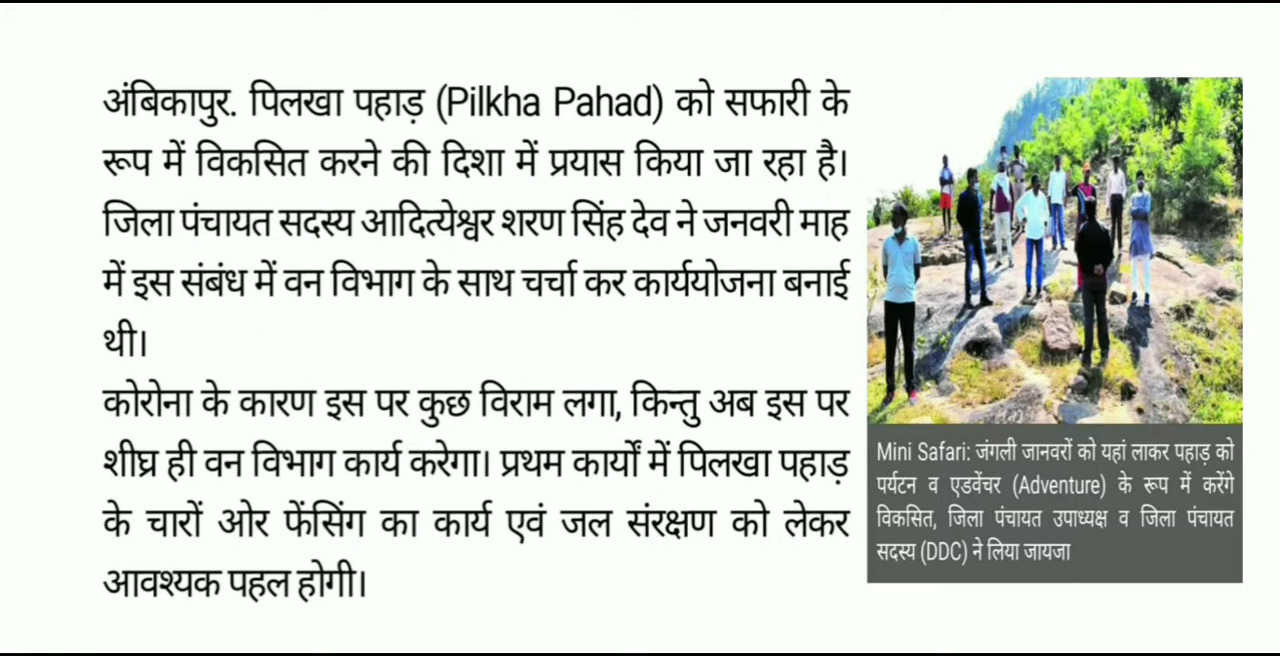 अंबिकापुर. पिलखा पहाड़ (Pilkha Pahad) को सफारी के
रूप में विकसित करने की दिशा में प्रयास किया जा रहा है।
जिला पंचायत सदस्य आदित्येश्वर शरण सिंह देव ने जनवरी माह
में इस संबंध में वन विभाग के साथ चर्चा कर कार्ययोजना बनाई
थी।
कोरोना के कारण इस पर कुछ विराम लगा, किन्तु अब इस पर
शीघ्र ही वन विभाग कार्य करेगा। प्रथम कार्यों में पिलखा पहाड़
के चारों ओर फेंसिंग का कार्य एवं जल संरक्षण को लेकर
आवश्यक पहल होगी।
Mini Safari: जंगली जानवरों को यहां लाकर पहाड़ को
पर्यटन व एडवेंचर (Adventure) के रूप में करेंगे
विकसित, जिला पंचायत उपाध्यक्ष व जिला पंचायत
सदस्य (DDC) ने लिया जायजा